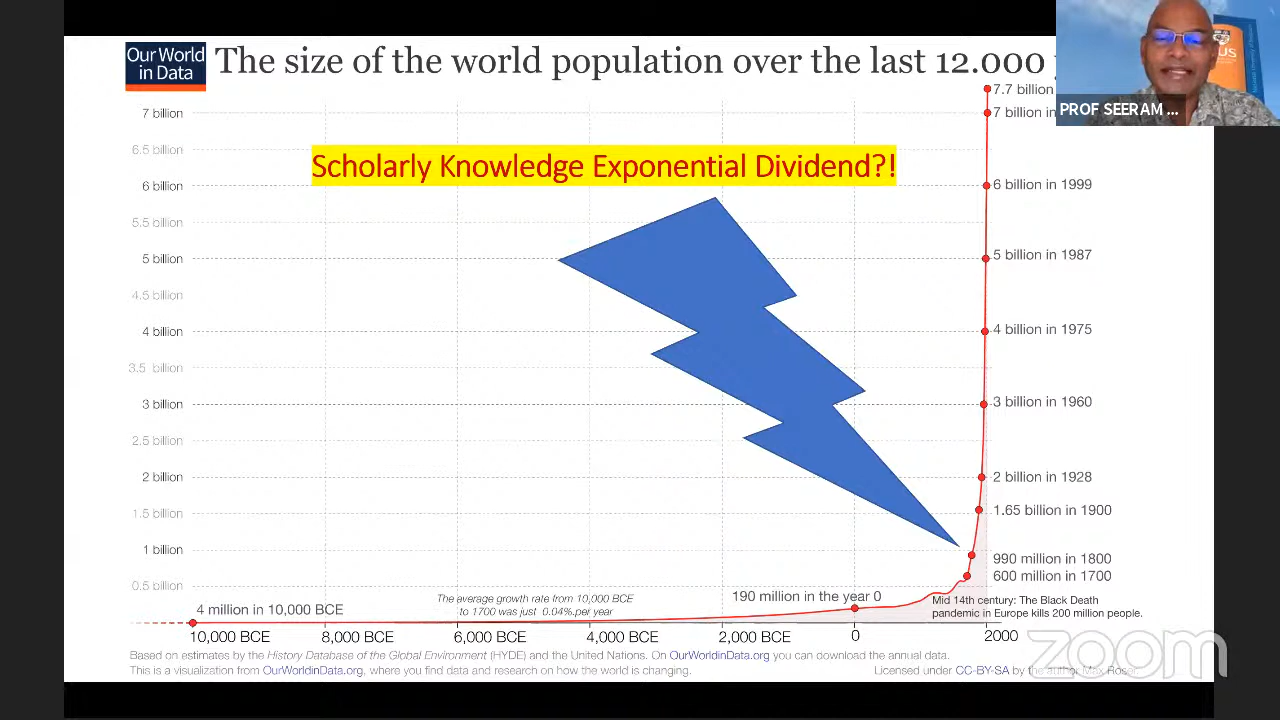 Our World
in Data
The size of the world population over the last 12.000
PROF SEERAM ...
Scholarly Knowledge Exponential Dividend?!
7 billion
6.5 billion
6 billion
5.5 billion
5 billion
4.5 billion
4 billion
3.5 billion
3 billion
2.5 billion
2 billion
1.5 billion
1 billion
0.5 billion
7.7 billion
7 billion in
6 billion in 1999
5 billion in 1987
4 billion in 1975
3 billion in 1960
2 billion in 1928
1.65 billion in 1900
990 million in 1800
600 million in 1700
Mid 14th century: The Black Death
pandemic in Europe kills 200 million people.
190 million in the year 0
The average growth rate from 10,000 BCE
to 1700 was just 0.04% per year
4 million in 10,000 BCE
10,000 BCE
8,000 BCE
6,000 BCE
4,000 BCE
2,000 BCE
0
2000
Based on estimates by the History Database of the Global Environment (HYDE) and the United Nations. On OurWorldinData.org you can download the annual data.
This is a visualization from OurWorldinData.org, where you find data and research on how the world is changing.
Licensed under CC-BY-SA by the author Max Roser.
zoom